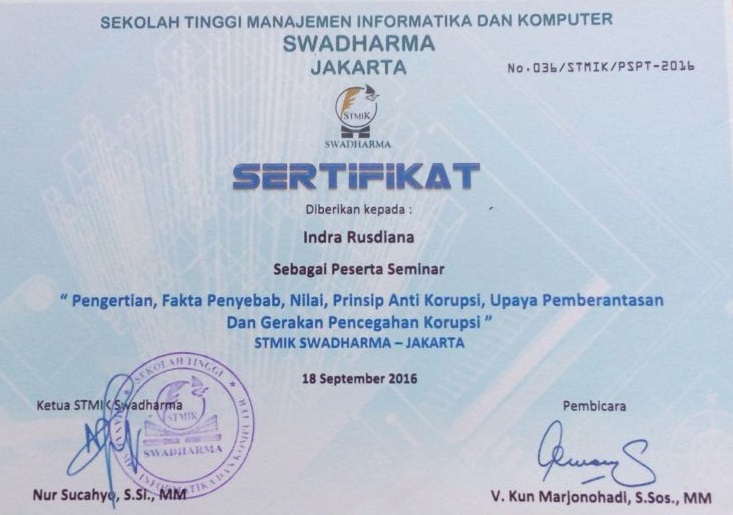 SEKOLAH TINGGI MANAJEMEN INFORMATIKA DAN KOMPUTER
SWADHARMA
JAKARTA
No.036/STMIK/PSPT-2016
STMIK
SWADHARMA
SERTIFIKAT
Diberikan kepada :
Indra Rusdiana
Sebagai Peserta Seminar
“ Pengertian, Fakta Penyebab, Nilai, Prinsip Anti Korupsi, Upaya Pemberantasan
Dan Gerakan Pencegahan Korupsi ”
STMIK SWADHARMA – JAKARTA
18 September 2016
Ketua STMIK Swadharma
Pembicara
SEKOLAH TINGGI
STMIK
SWADHARMA
INFORMATIKA DAN KOMPUTER
Nur Sucahyo, S.SI., MM
V. Kun Marjonohadi, S.Sos., MM